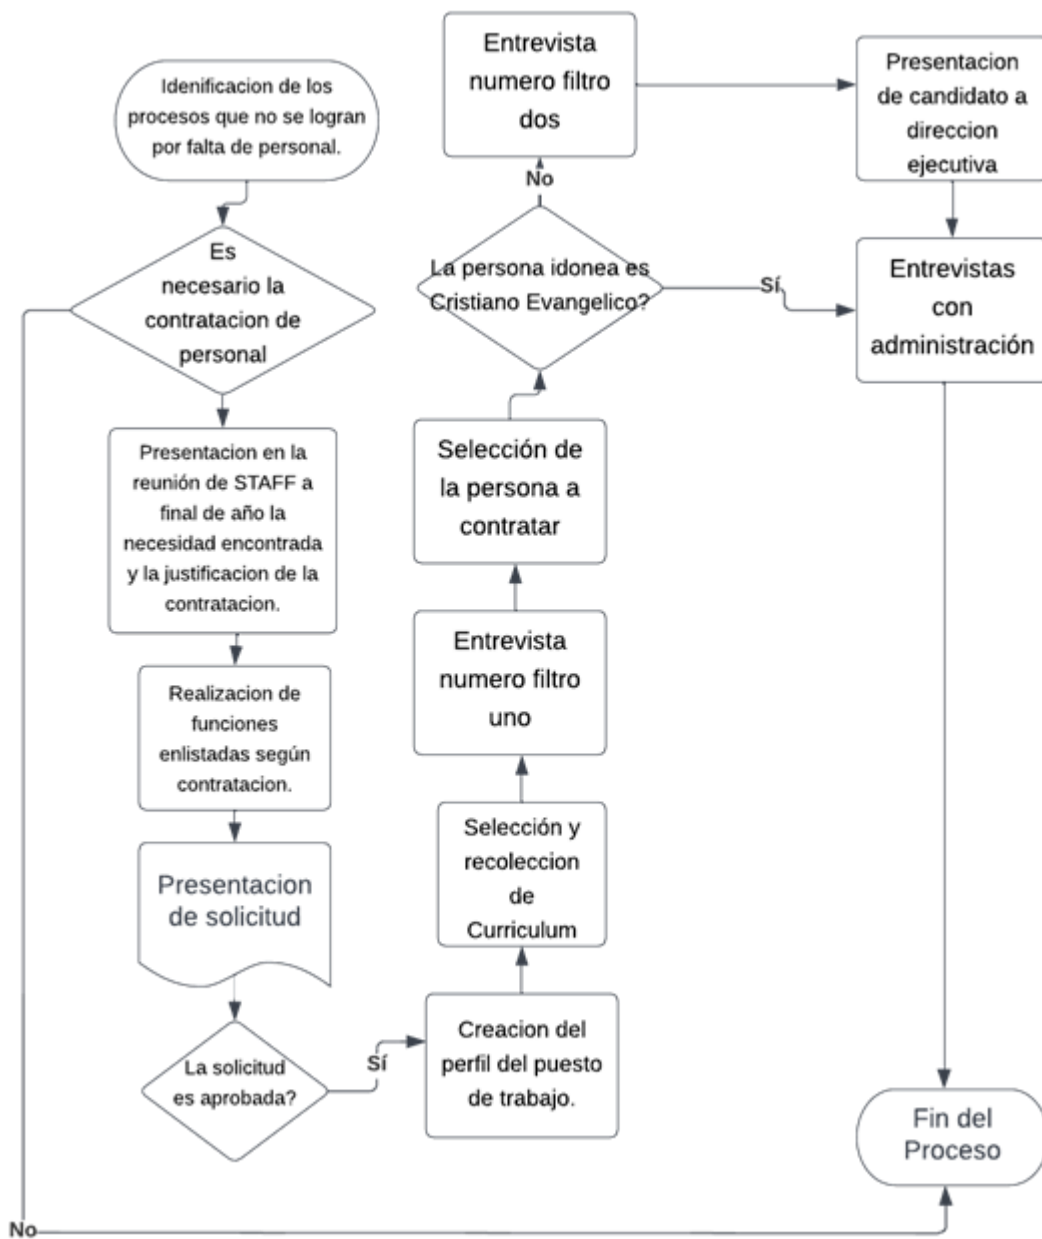 Idenificacion de los
procesos que no se logran
por falta de personal.
Es
necesario la
contratacion de
personal
Presentacion en la
reunión de STAFF a
final de año la
necesidad encontrada
y la justificacion de la
contratacion.
Realizacion de
funciones
enlistadas según
contratacion.
Presentacion
de solicitud
La solicitud
es aprobada?
Sí
Creacion del
perfil del puesto
de trabajo.
Selección y
recoleccion
de
Curriculum
Entrevista
numero filtro
uno
Selección de
la persona a
contratar
La persona idonea es
Cristiano Evangelico?
No
Entrevista
numero filtro
dos
Presentacion
de candidato a
direccion
ejecutiva
Sí
Entrevistas
con
administración
Fin del
Proceso
No